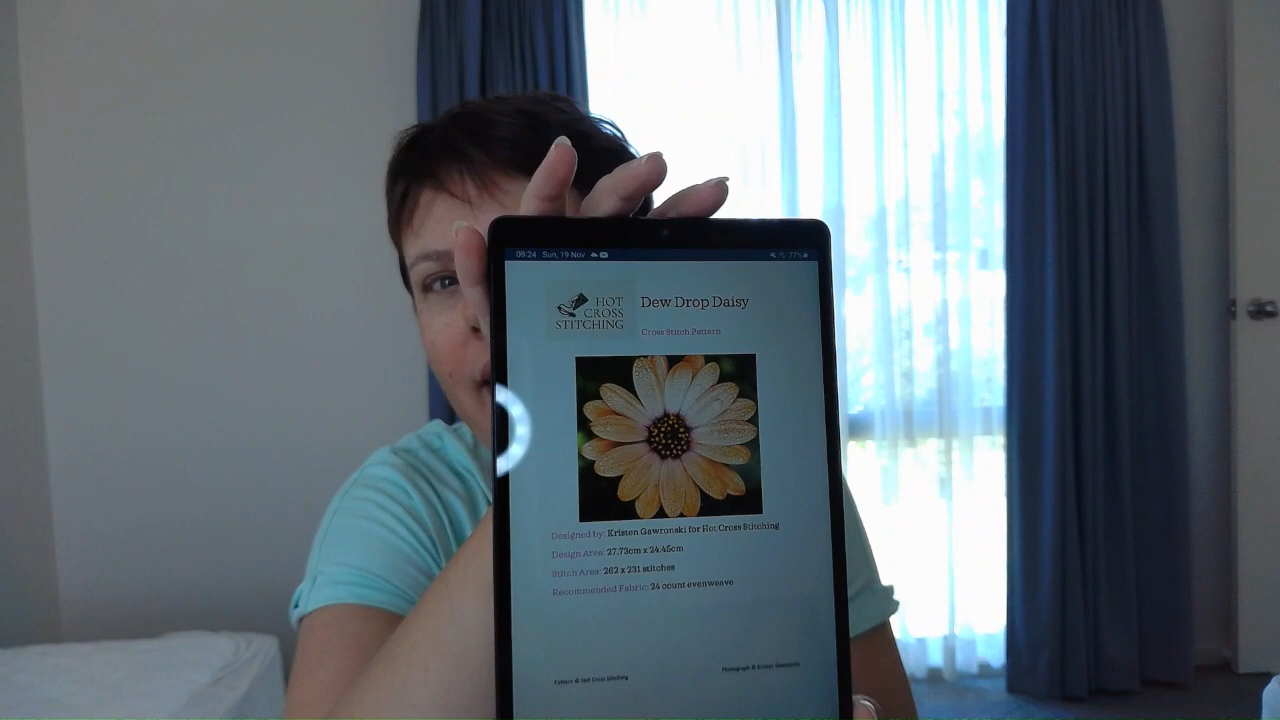 09:24 Sun, 19 Nov
77%
HOT
CROSS
STITCHING
Dew Drop Daisy
Cross Stitch Pattern
Designed by: Kristen Gawronski for Hot Cross Stitching
Design Area: 27.73cm x 24.45cm
Stitch Area: 262 x 231 stitches
Recommended Fabric: 24 count evenweave
Photograph © Kristen Gawronski
Pattern © Hot Cross Stitching